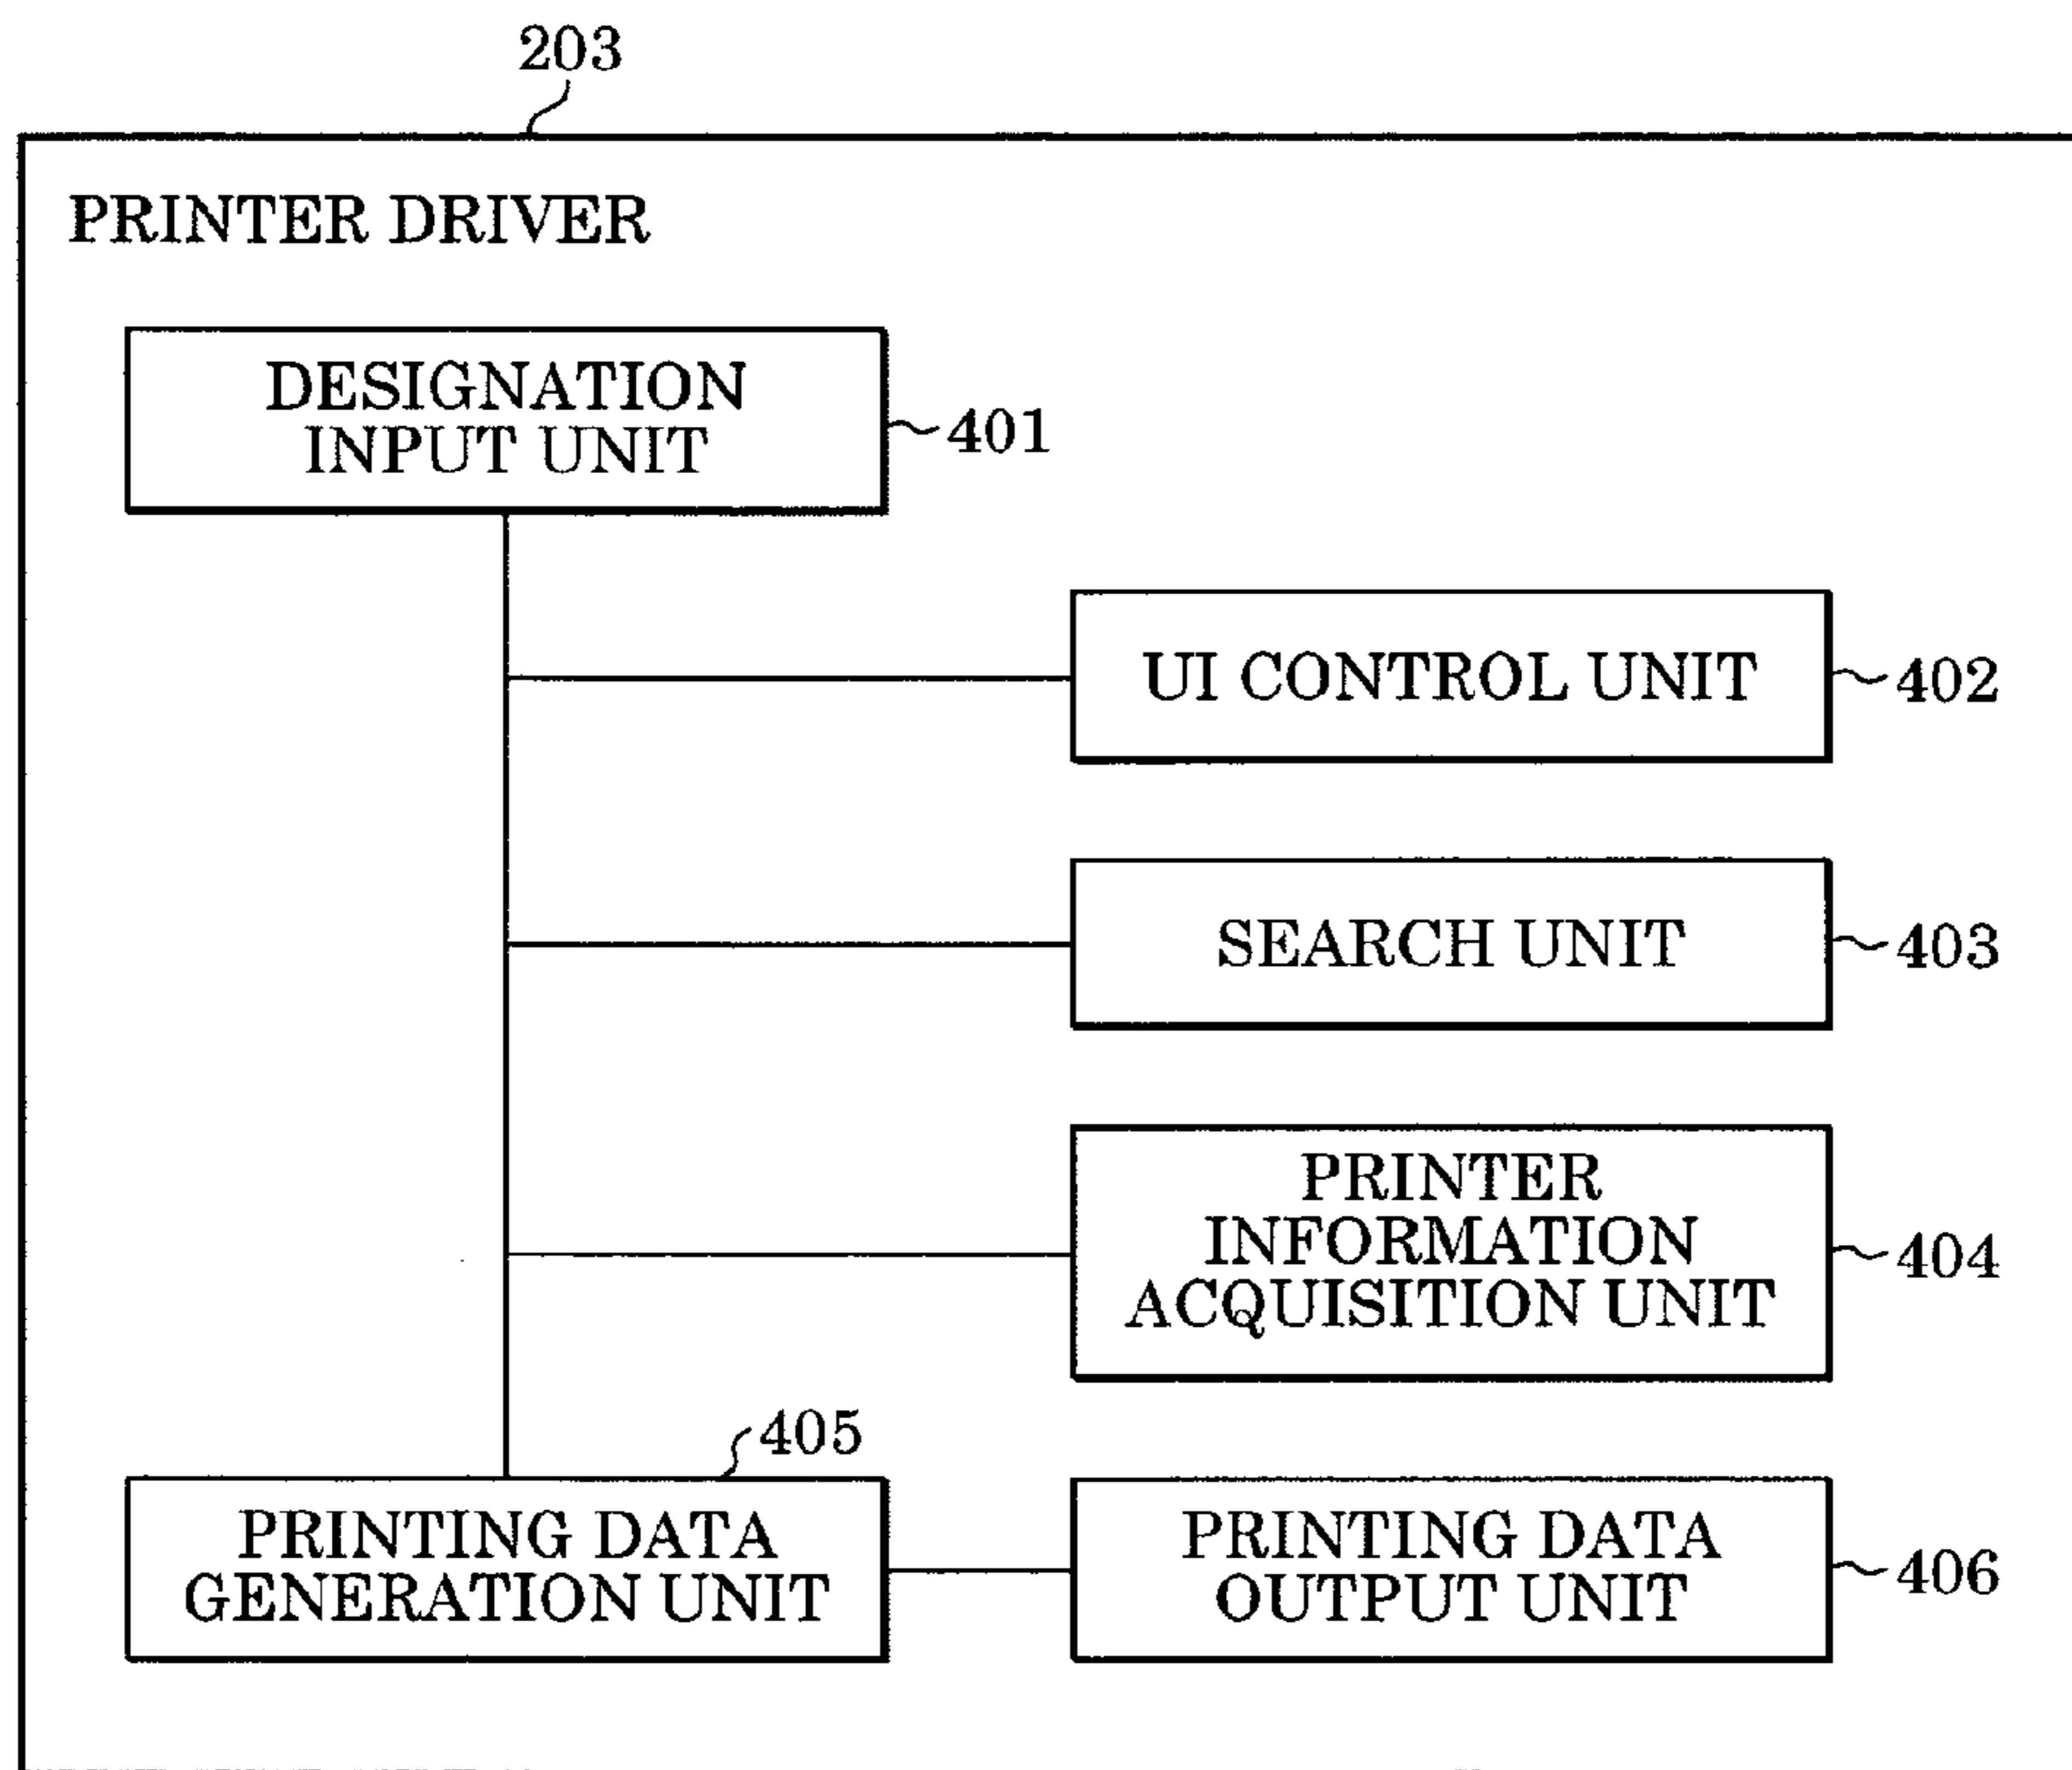 203
PRINTER DRIVER
DESIGNATION
INPUT UNIT
401
UI CONTROL UNIT
402
SEARCH UNIT
403
PRINTER
INFORMATION
ACQUISITION UNIT
404
405
PRINTING DATA
GENERATION UNIT
PRINTING DATA
OUTPUT UNIT
406